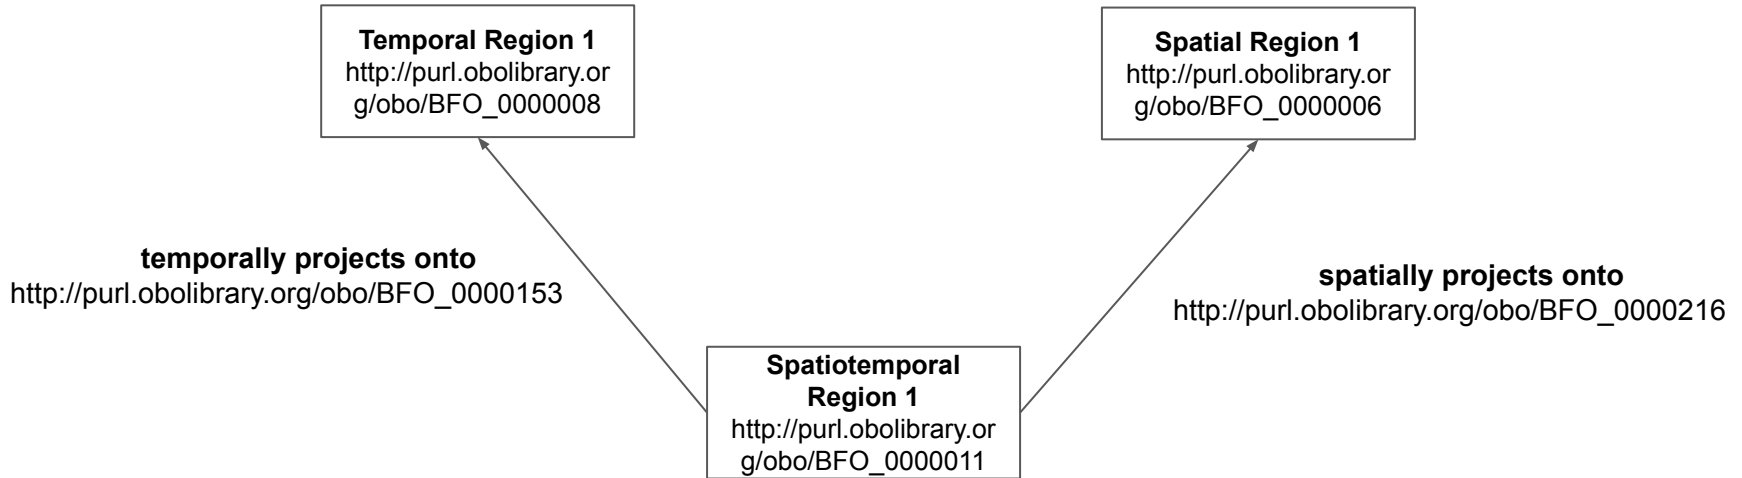 Temporal Region 1
http://purl.obolibrary.or
g/obo/BFO_0000008
Spatial Region 1
http://purl.obolibrary.or
g/obo/BFO_0000006
temporally projects onto
http://purl.obolibrary.org/obo/BFO_0000153
spatially projects onto
http://purl.obolibrary.org/obo/BFO_0000216
Spatiotemporal
Region 1
http://purl.obolibrary.or
g/obo/BFO_0000011